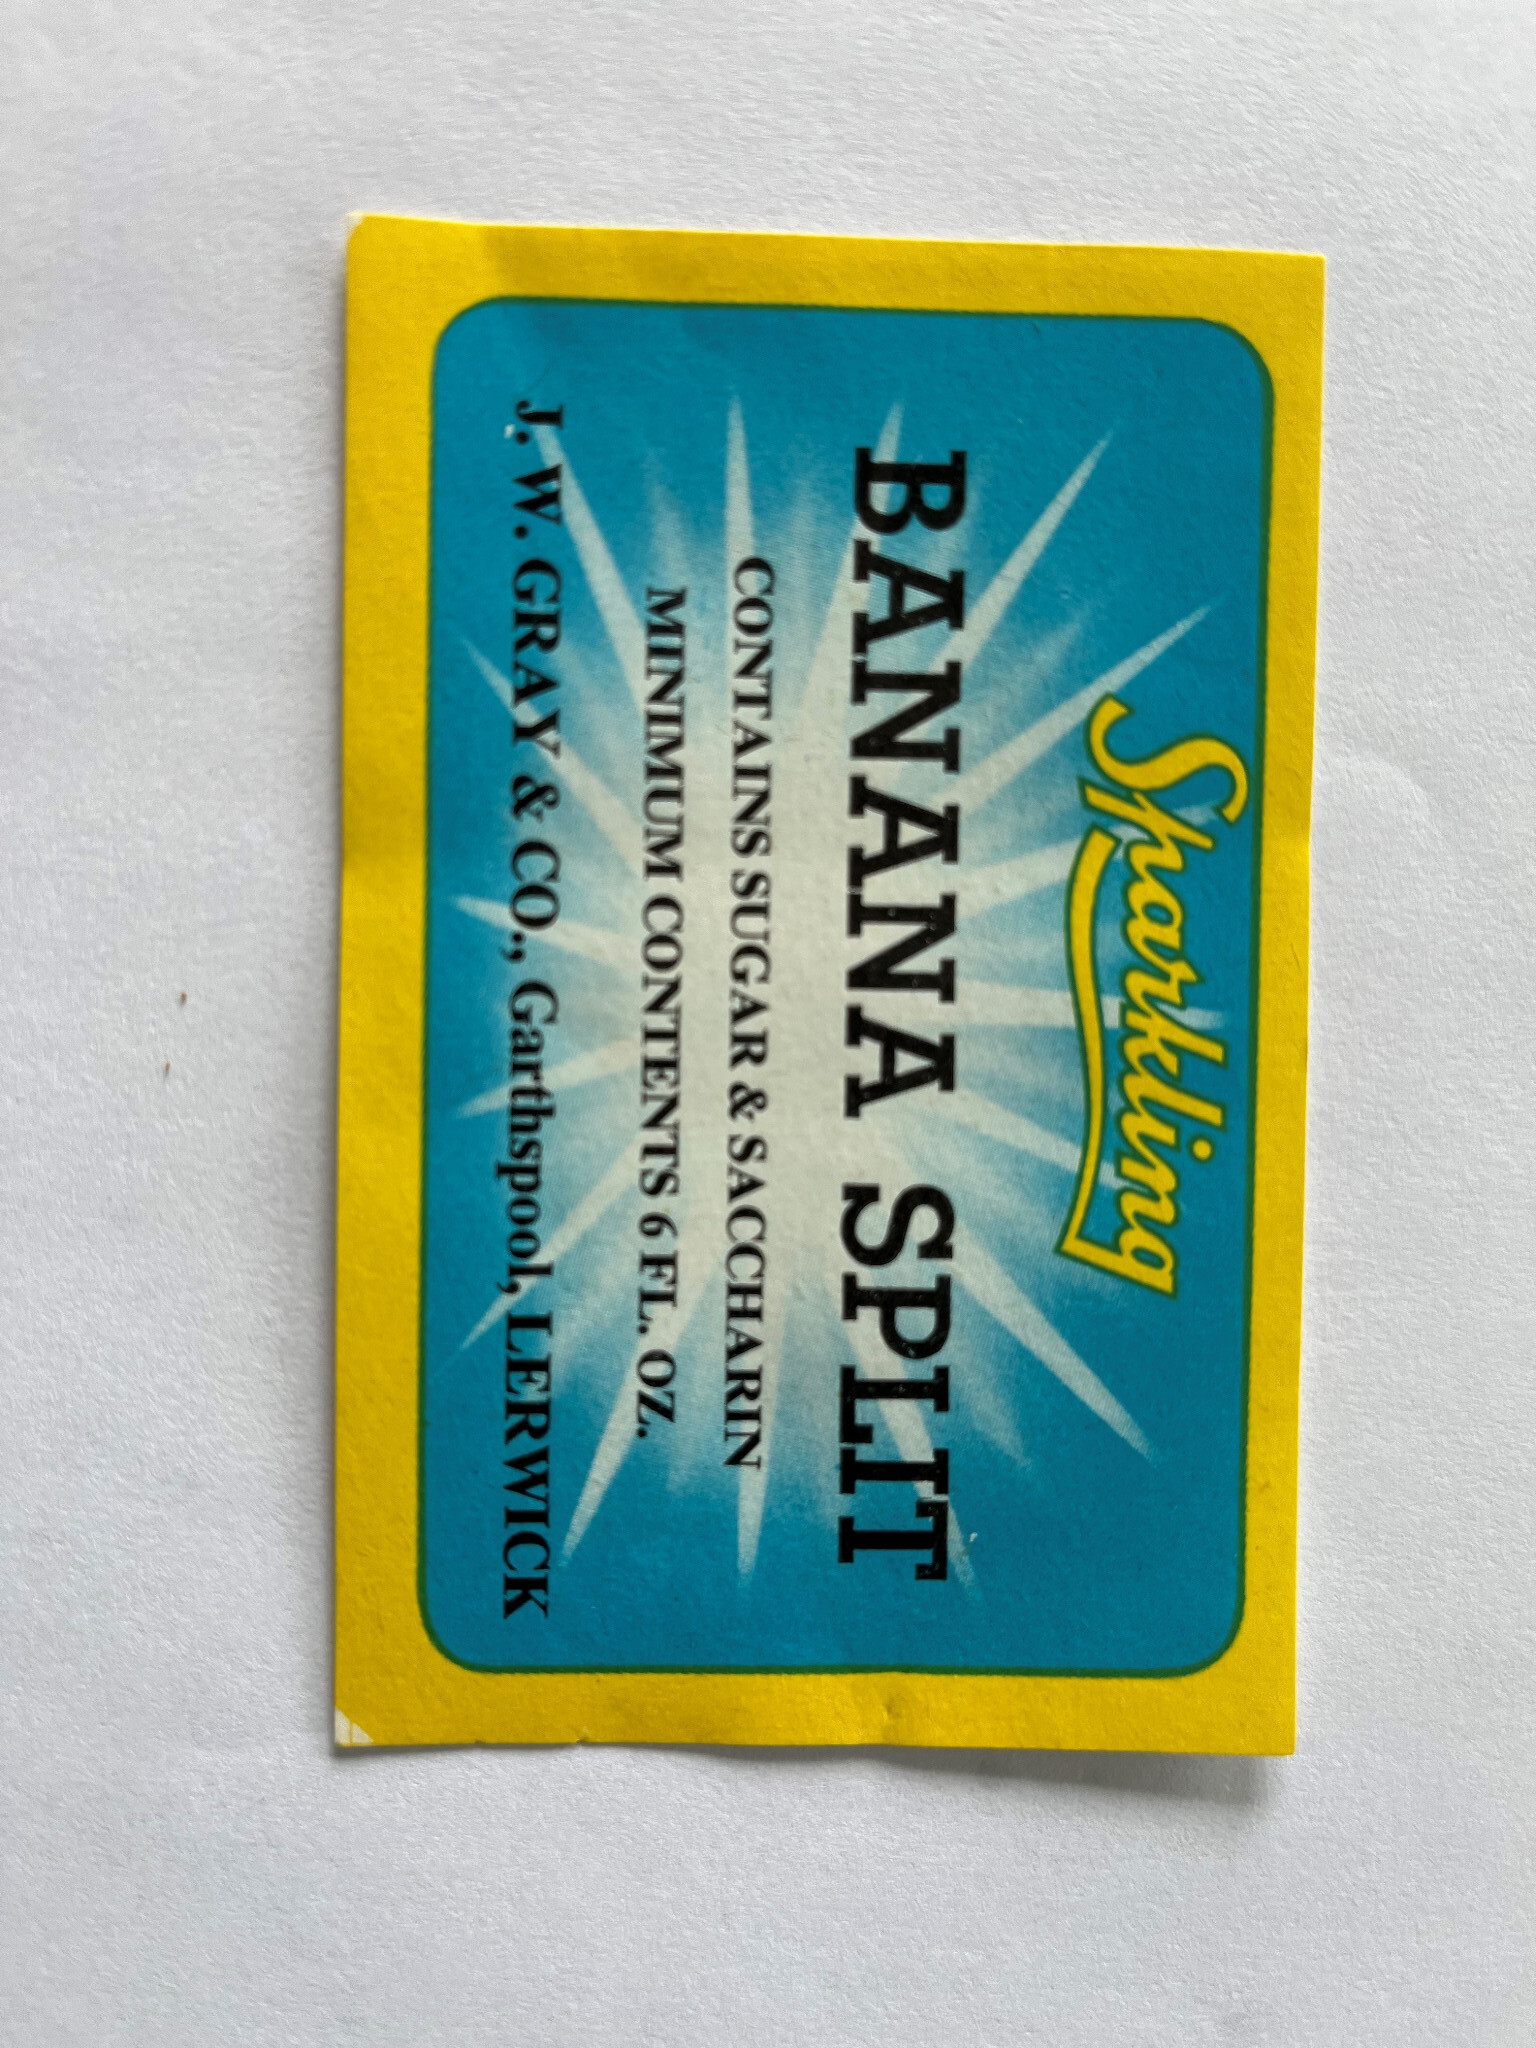 Sparkling
BANANA SPLIT
CONTAINS SUGAR & SACCHARIN
MINIMUM CONTENTS 6 FL. OZ.
J. W. GRAY & CO., Garthspool, LERWICK